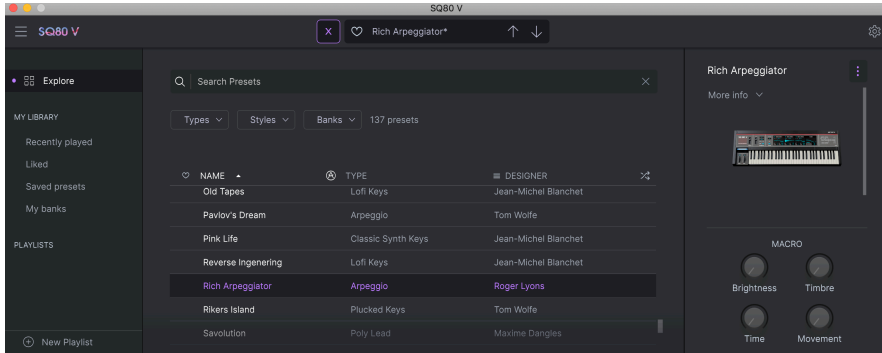 SQ80 V
SQ80 V
X Rich Arpeggiator*
Explore
MY LIBRARY
Recently played
Liked
Saved presets
My banks
PLAYLISTS
New Playlist
Search Presets
Types Styles Banks 137 presets
NAME TYPE DESIGNER
Old Tapes Lofi Keys Jean-Michel Blanchet
Pavlov's Dream Arpeggio Tom Wolfe
Pink Life Classic Synth Keys Jean-Michel Blanchet
Reverse Ingenering Lofi Keys Jean-Michel Blanchet
Rich Arpeggiator Arpeggio Roger Lyons
Rikers Island Plucked Keys Tom Wolfe
Savolution Poly Lead Maxime Dangles
Rich Arpeggiator
More info
MACRO
Brightness Timbre
Time Movement